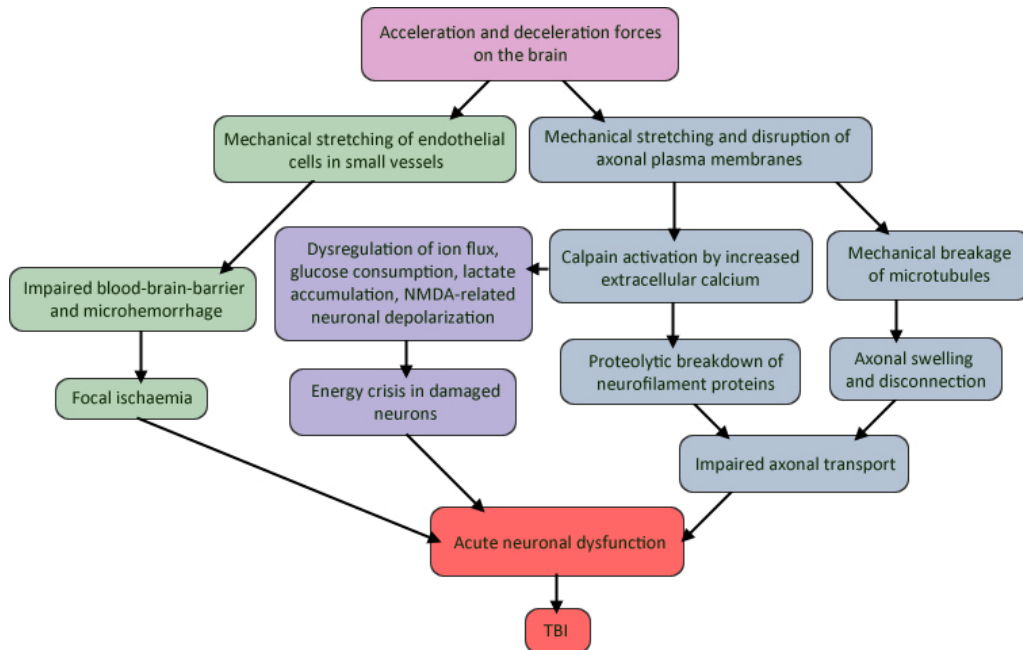 Acceleration and deceleration forces
on the brain
Mechanical stretching of endothelial
cells in small vessels
Mechanical stretching and disruption of
axonal plasma membranes
Dysregulation of ion flux,
glucose consumption, lactate
accumulation, NMDA-related
neuronal depolarization
Calpain activation by increased
extracellular calcium
Mechanical breakage
of microtubules
Impaired blood-brain-barrier
and microhemorrhage
Proteolytic breakdown of
neurofilament proteins
Axonal swelling
and disconnection
Focal ischaemia
Energy crisis in damaged
neurons
Impaired axonal transport
Acute neuronal dysfunction
TBI